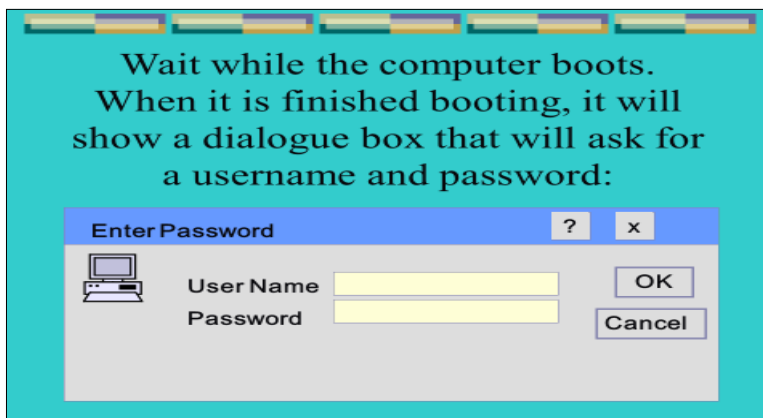 Wait while the computer boots.
When it is finished booting, it will
show a dialogue box that will ask for
a username and password:
Enter Password ? x
User Name OK
Password Cancel